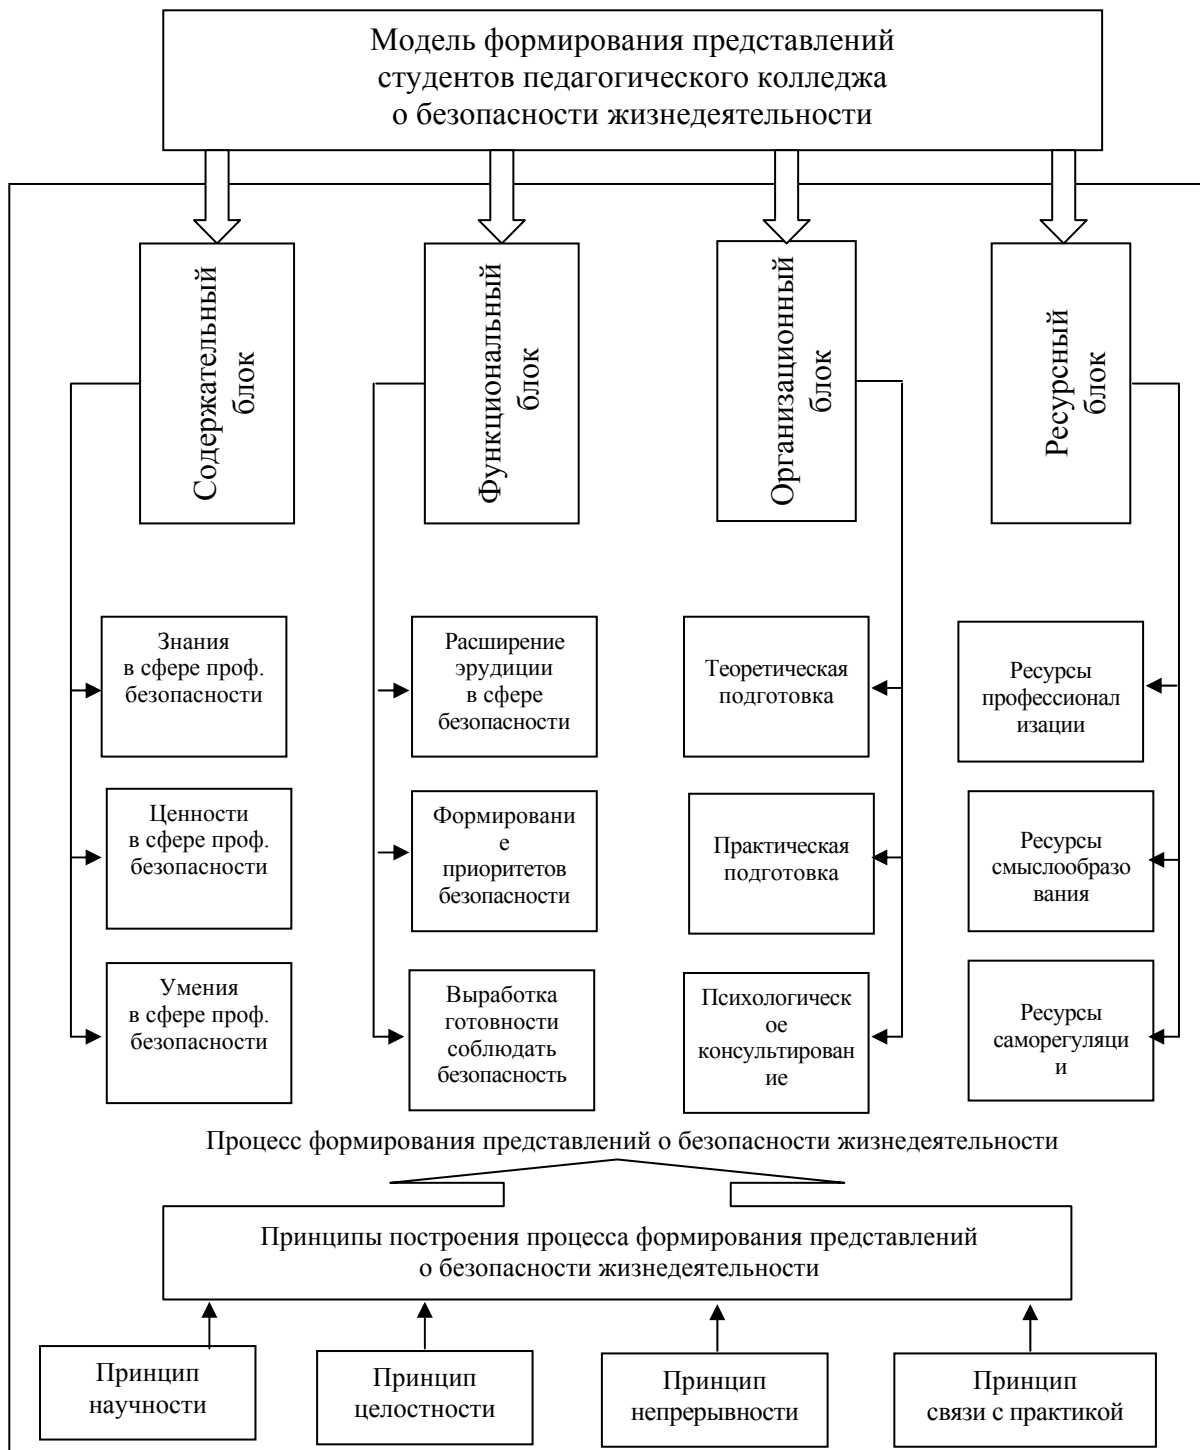 Модель формирования представлений
студентов педагогического колледжа
о безопасности жизнедеятельности
Содержательный
блок
Функциональный
блок
Организационный
блок
Ресурсный
блок
Знания
в сфере проф.
безопасности
Расширение
эрудиции
в сфере
безопасности
Теоретическая
подготовка
Ресурсы
профессионал
изации
Ценности
в сфере проф.
безопасности
Формировани
е
приоритетов
безопасности
Практическая
подготовка
Ресурсы
смыслообразо
вания
Умения
в сфере проф.
безопасности
Выработка
готовности
соблюдать
безопасность
Психологическ
ое
консультирован
ие
Ресурсы
саморегуляци
и
Процесс формирования представлений о безопасности жизнедеятельности
Принципы построения процесса формирования представлений
о безопасности жизнедеятельности
Принцип
научности
Принцип
целостности
Принцип
непрерывности
Принцип
связи с практикой